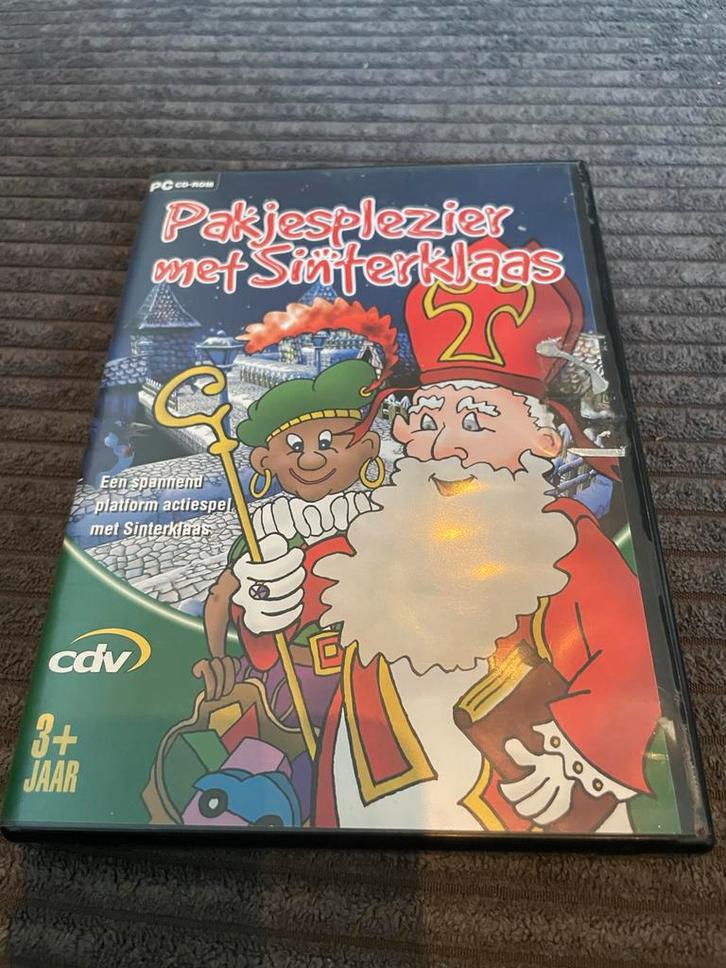 PC CD-ROM
Pakjesplezier
met Sinterklaas
Een spannend
platform actiespel
met Sinterklaas
cdv
3+
JAAR